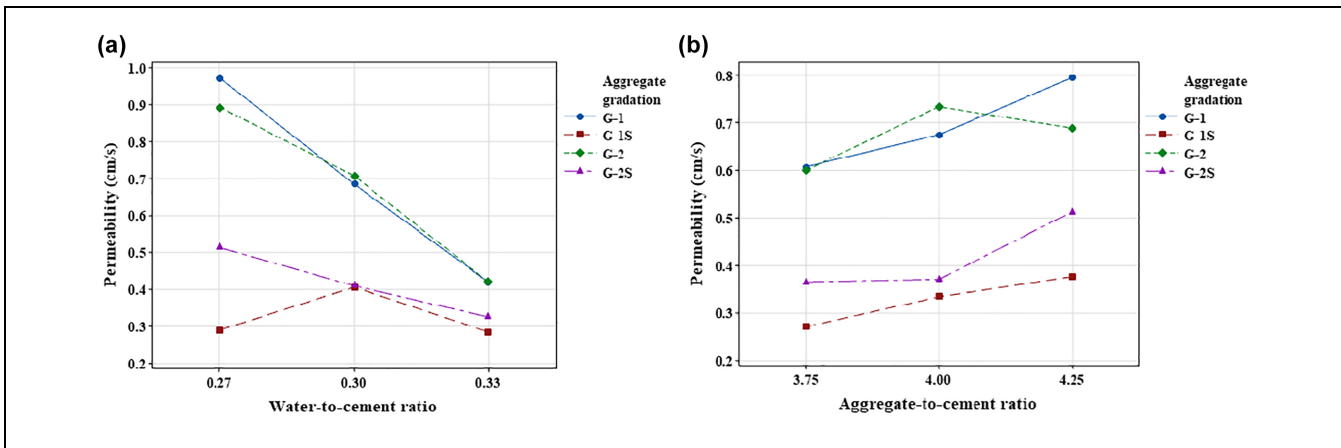 (a)
Permeability (cm/s)
1.0
0.9
0.8
0.7
0.6
0.5
0.4
0.3
0.2
0.27
0.30
0.33
Water-to-cement ratio
Aggregate
gradation
G-1
G-1S
G-2
G-2S
(b)
Permeability (cm/s)
0.8
0.7
0.6
0.5
0.4
0.3
0.2
3.75
4.00
4.25
Aggregate-to-cement ratio
Aggregate
gradation
G-1
G-1S
G-2
G-2S